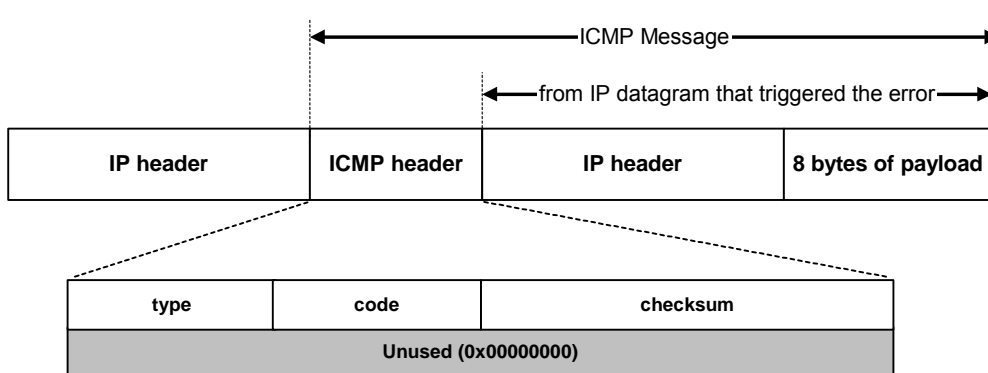 ICMP Message
from IP datagram that triggered the error
IP header
ICMP header
IP header
8 bytes of payload
type
code
checksum
Unused (0x00000000)